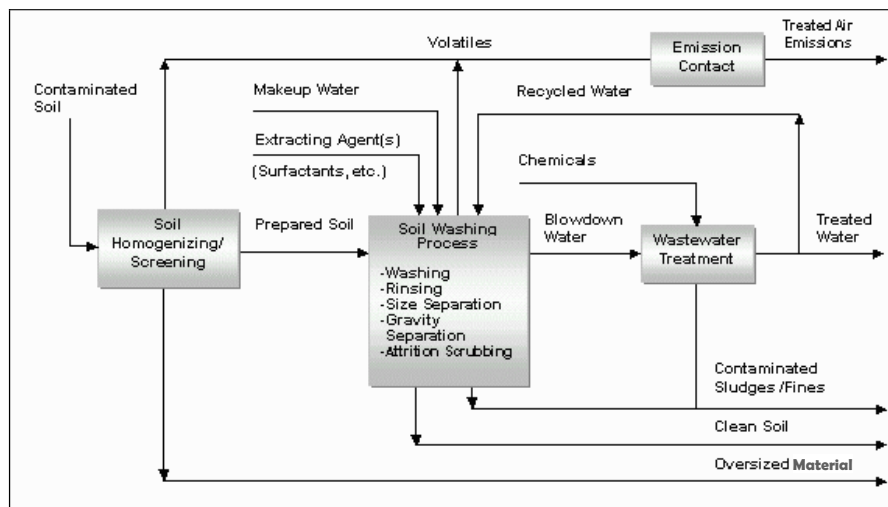 Treated Air
Emissions
Volatiles
Emission
Contact
Contaminated
Soil
Makeup Water
Recycled Water
Extracting Agent(s)
(Surfactants, etc.)
Chemicals
Soil
Homogenizing/
Screening
Prepared Soil
Soil Washing
Process
-Washing
-Rinsing
-Size Separation
-Gravity
Separation
-Attrition Scrubbing
Blowdown
Water
Wastewater
Treatment
Treated
Water
Contaminated
Sludges/Fines
Clean Soil
Oversized Material